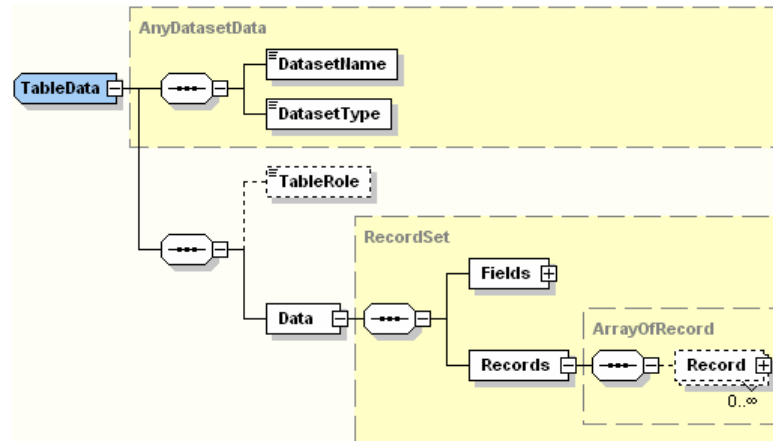 AnyDatasetData
DatasetName
TableData
DatasetType
TableRole
RecordSet
Fields
Data
ArrayOfRecord
Records
Record
0..∞